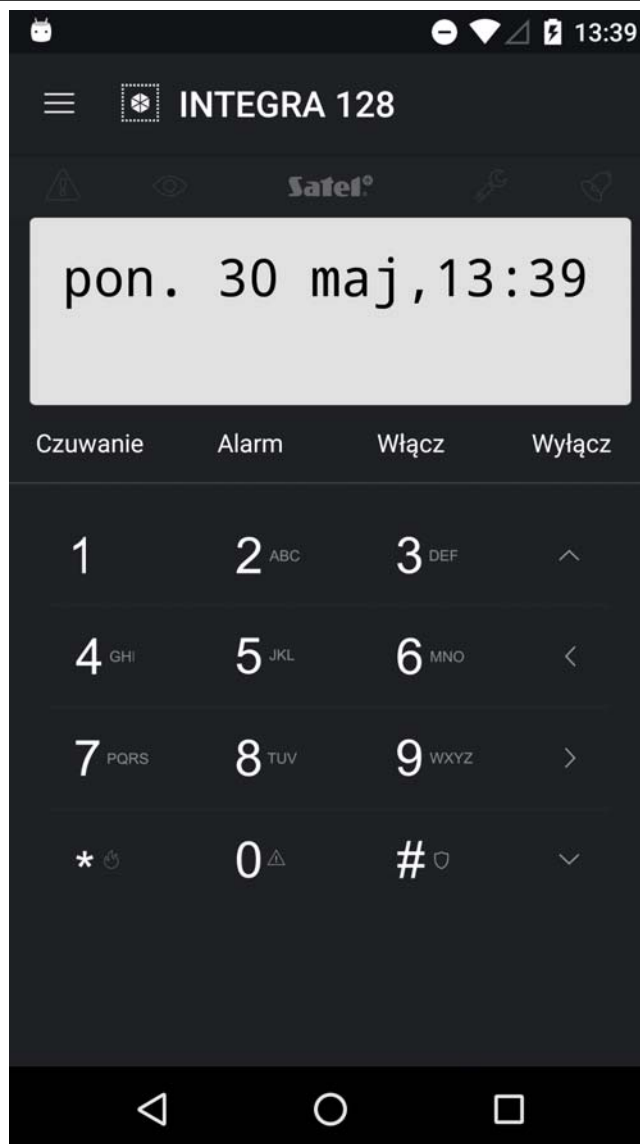 13:39
INTEGRA 128
Satel®
pon. 30 maj,13:39
Czuwanie Alarm Włącz Wyłącz
1 2 ABC 3 DEF
4 GHI 5 JKL 6 MNO
7 PQRS 8 TUV 9 WXYZ
* 0 #